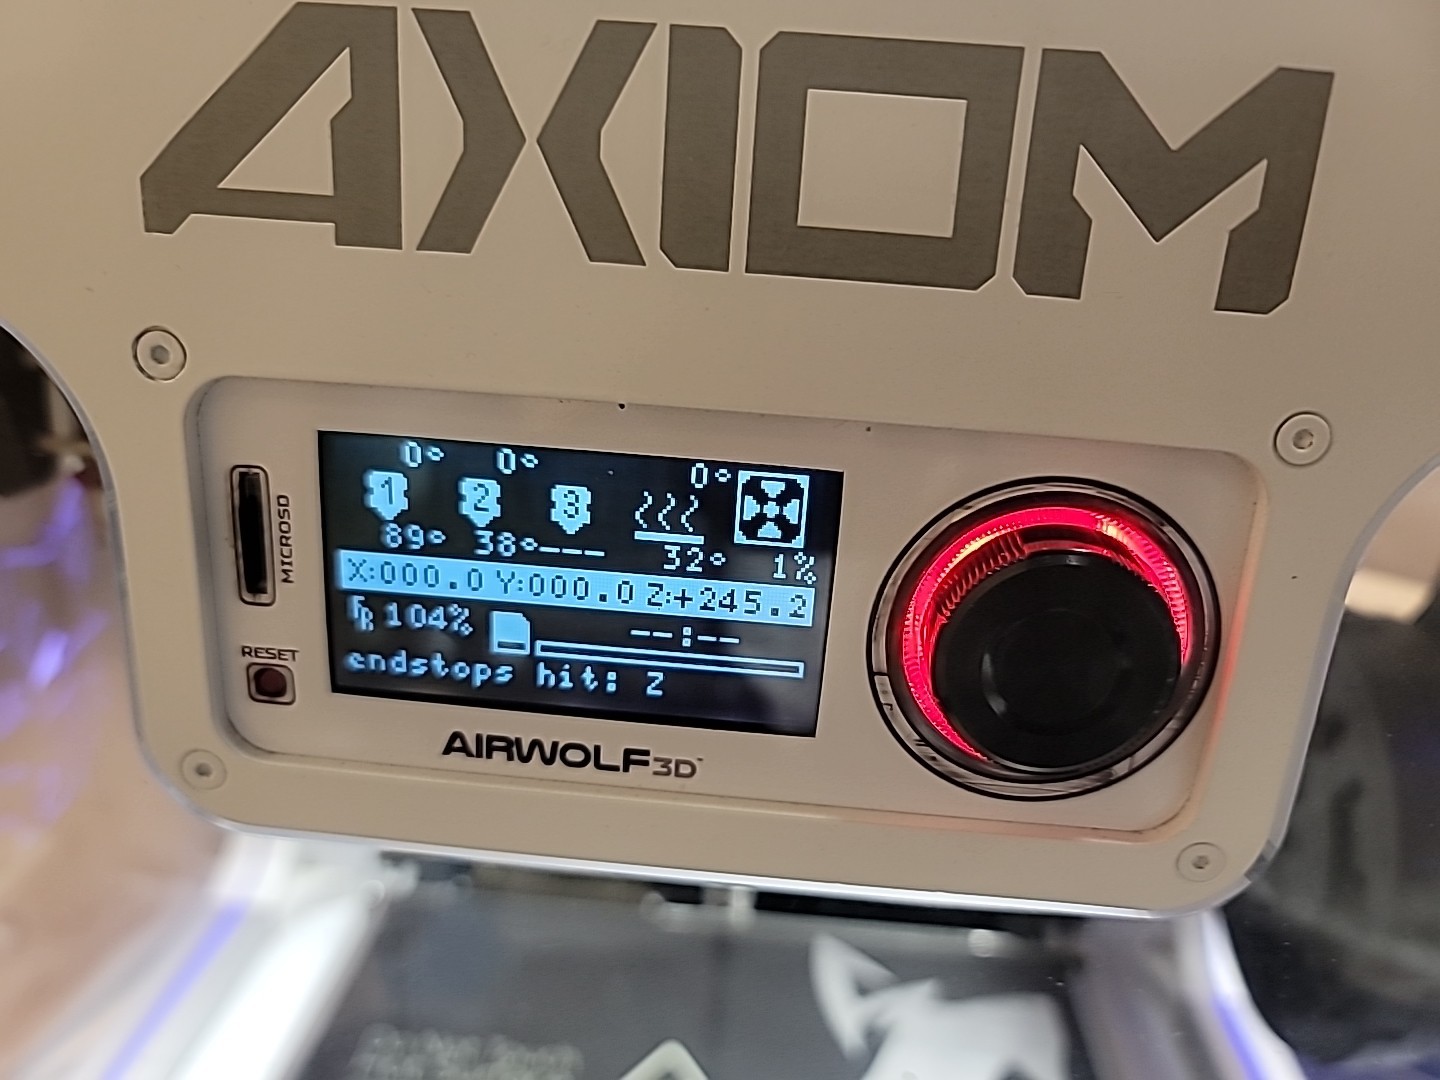 AXIOM
MICROSD
RESET
0° 0° 0°
1 2 3
89° 38°--- 32° 1%
X:000.0 Y:000.0 Z:+245.2
FR 104% --:--
endstops hit: Z
AIRWOLF3D™